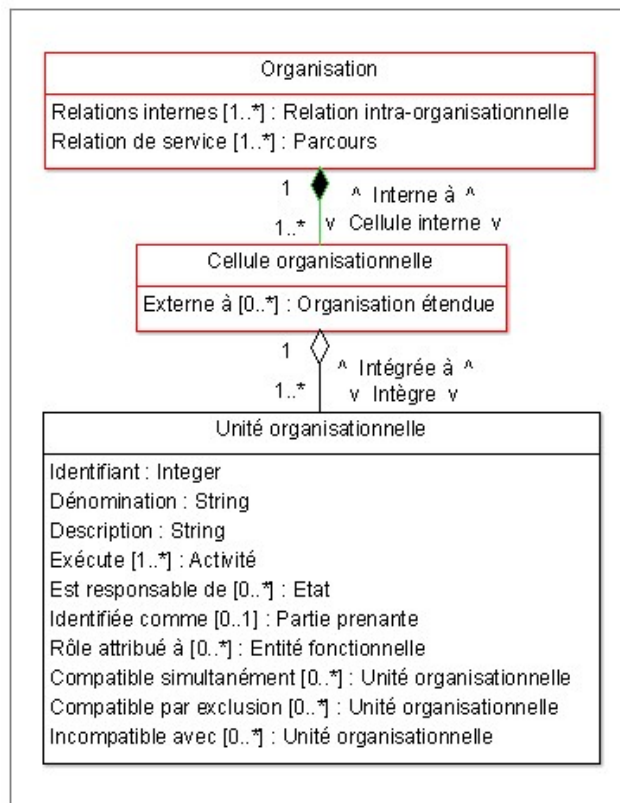 Organisation
Relations internes [1..*] : Relation intra-organisationnelle
Relation de service [1..*] : Parcours
1
^ Interne à ^
1..*
v Cellule interne v
Cellule organisationnelle
Externe à [0..*] : Organisation étendue
1
^ Intégrée à ^
1..*
v Intègre v
Unité organisationnelle
Identifiant : Integer
Dénomination : String
Description : String
Exécute [1..*] : Activité
Est responsable de [0..*] : Etat
Identifiée comme [0..1] : Partie prenante
Rôle attribué à [0..*] : Entité fonctionnelle
Compatible simultanément [0..*] : Unité organisationnelle
Compatible par exclusion [0..*] : Unité organisationnelle
Incompatible avec [0..*] : Unité organisationnelle